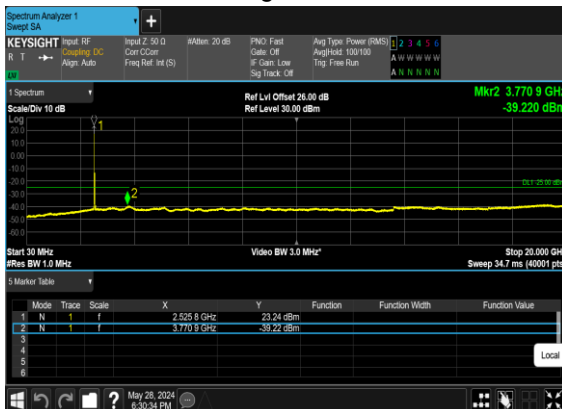 Spectrum Analyzer 1
Swept SA
+
KEYSIGHT Input: RF Input Z: 50 Ω #Atten: 20 dB PNO: Fast Avg Type: Power (RMS) 1 2 3 4 5 6
R T Coupling: DC Corr CCorr Gate: Off Avg|Hold: 100/100 A W W W W W
Align: Auto Freq Ref: Int (S) IF Gain: Low Trig: Free Run
Sig Track: Off A N N N N N
1 Spectrum
Scale/Div 10 dB Ref Lvl Offset 26.00 dB Mkr2 3.770 9 GHz
Ref Level 30.00 dBm -39.220 dBm
Log
20.0
10.0
0.00
-10.0
-20.0
-30.0
-40.0
-50.0
-60.0
1
2
DL1 -25.00 dBm
Start 30 MHz Video BW 3.0 MHz* Stop 20.000 GHz
#Res BW 1.0 MHz Sweep 34.7 ms (40001 pts)
5 Marker Table
Mode Trace Scale X Y Function Function Width Function Value
1 N 1 f 2.525 8 GHz 23.24 dBm
2 N 1 f 3.770 9 GHz -39.22 dBm
3
4
5
6
Local
? May 28, 2024
6:30:34 PM